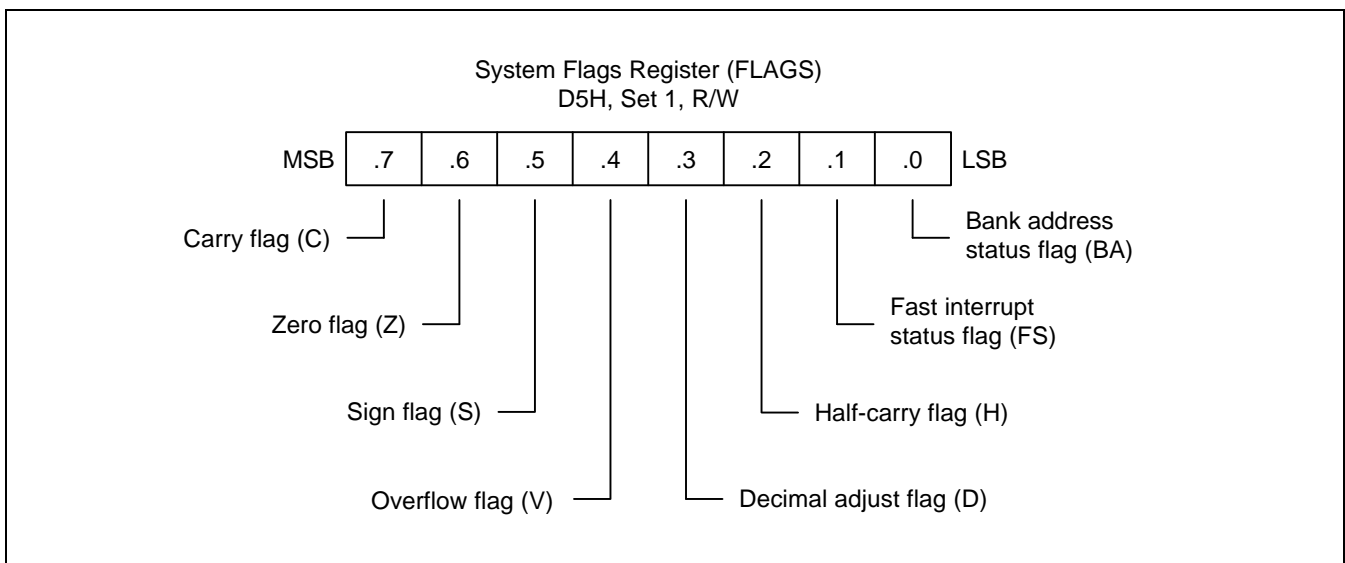 System Flags Register (FLAGS)
D5H, Set 1, R/W
MSB .7 .6 .5 .4 .3 .2 .1 .0 LSB
Carry flag (C)
Bank address
status flag (BA)
Zero flag (Z)
Fast interrupt
status flag (FS)
Sign flag (S)
Half-carry flag (H)
Overflow flag (V)
Decimal adjust flag (D)